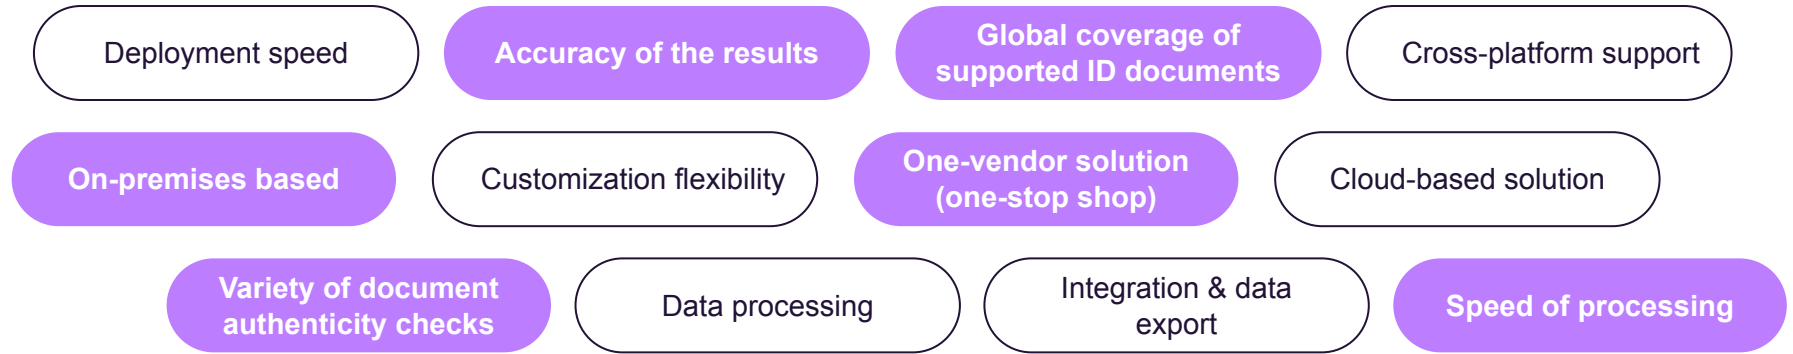 Deployment speed
Accuracy of the results
Global coverage of
supported ID documents
Cross-platform support
On-premises based
Customization flexibility
One-vendor solution
(one-stop shop)
Cloud-based solution
Variety of document
authenticity checks
Data processing
Integration & data
export
Speed of processing